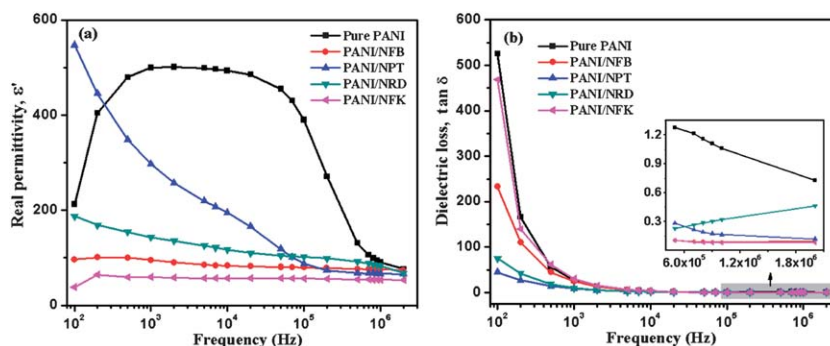 (a)
Pure PANI
PANI/NFB
PANI/NPT
PANI/NRD
PANI/NFK
Real permittivity, ε'
600
400
200
0
10² 10³ 10⁴ 10⁵ 10⁶
Frequency (Hz)
(b)
Pure PANI
PANI/NFB
PANI/NPT
PANI/NRD
PANI/NFK
Dielectric loss, tan δ
600
500
400
300
200
100
0
1.2
0.9
0.6
0.3
6.0x10⁵ 1.2x10⁶ 1.8x10⁶
10² 10³ 10⁴ 10⁵ 10⁶
Frequency (Hz)